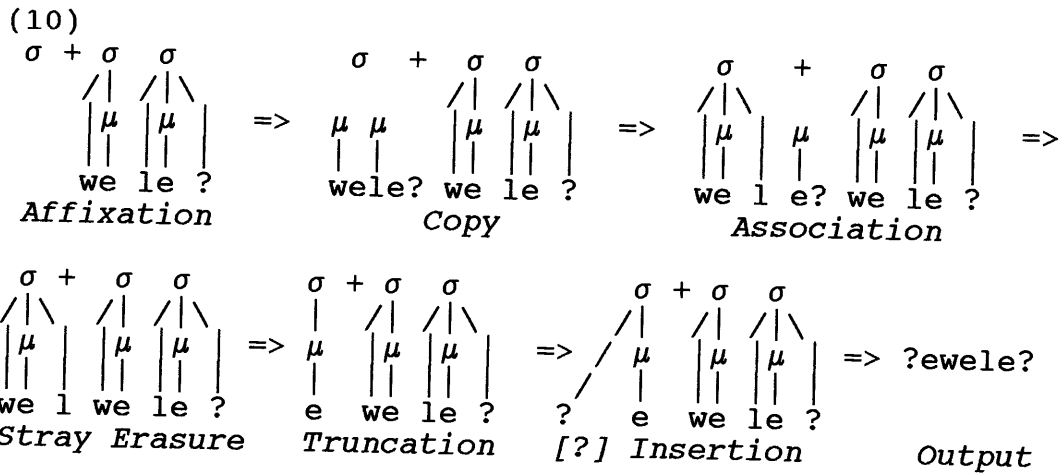 (10)
σ + σ σ σ + σ σ σ + σ σ
μ μ => μ μ μ μ => μ μ μ μ =>
we le ? wele? we le ? we l e? we le ?
Affixation Copy Association
σ + σ σ σ + σ σ σ + σ σ
μ μ μ => μ μ μ => μ μ μ => ?ewele?
we l we le ? e we le ? ? e we le ?
Stray Erasure Truncation [?] Insertion Output